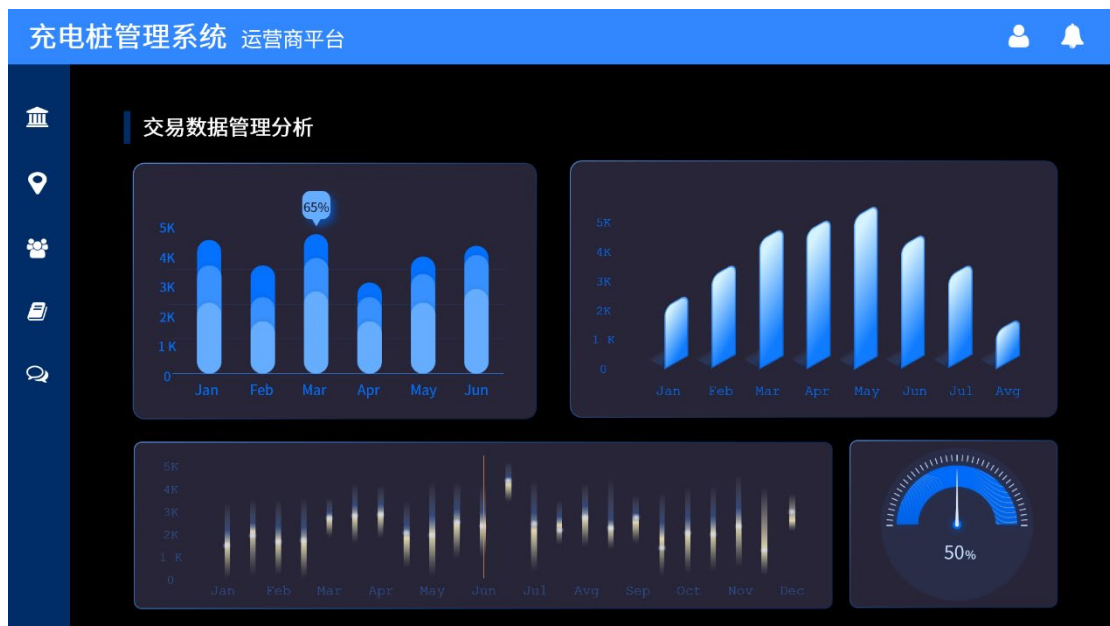 充电桩管理系统 运营商平台
交易数据管理分析
65%
5K
4K
3K
2K
1 K
0
Jan Feb Mar Apr May Jun
5K
4K
3K
2K
1 K
0
Jan Feb Mar Apr May Jun Jul Avg
5K
4K
3K
2K
1 K
0
Jan Feb Mar Apr May Jun Jul Avg Sep Oct Nov Dec
50%